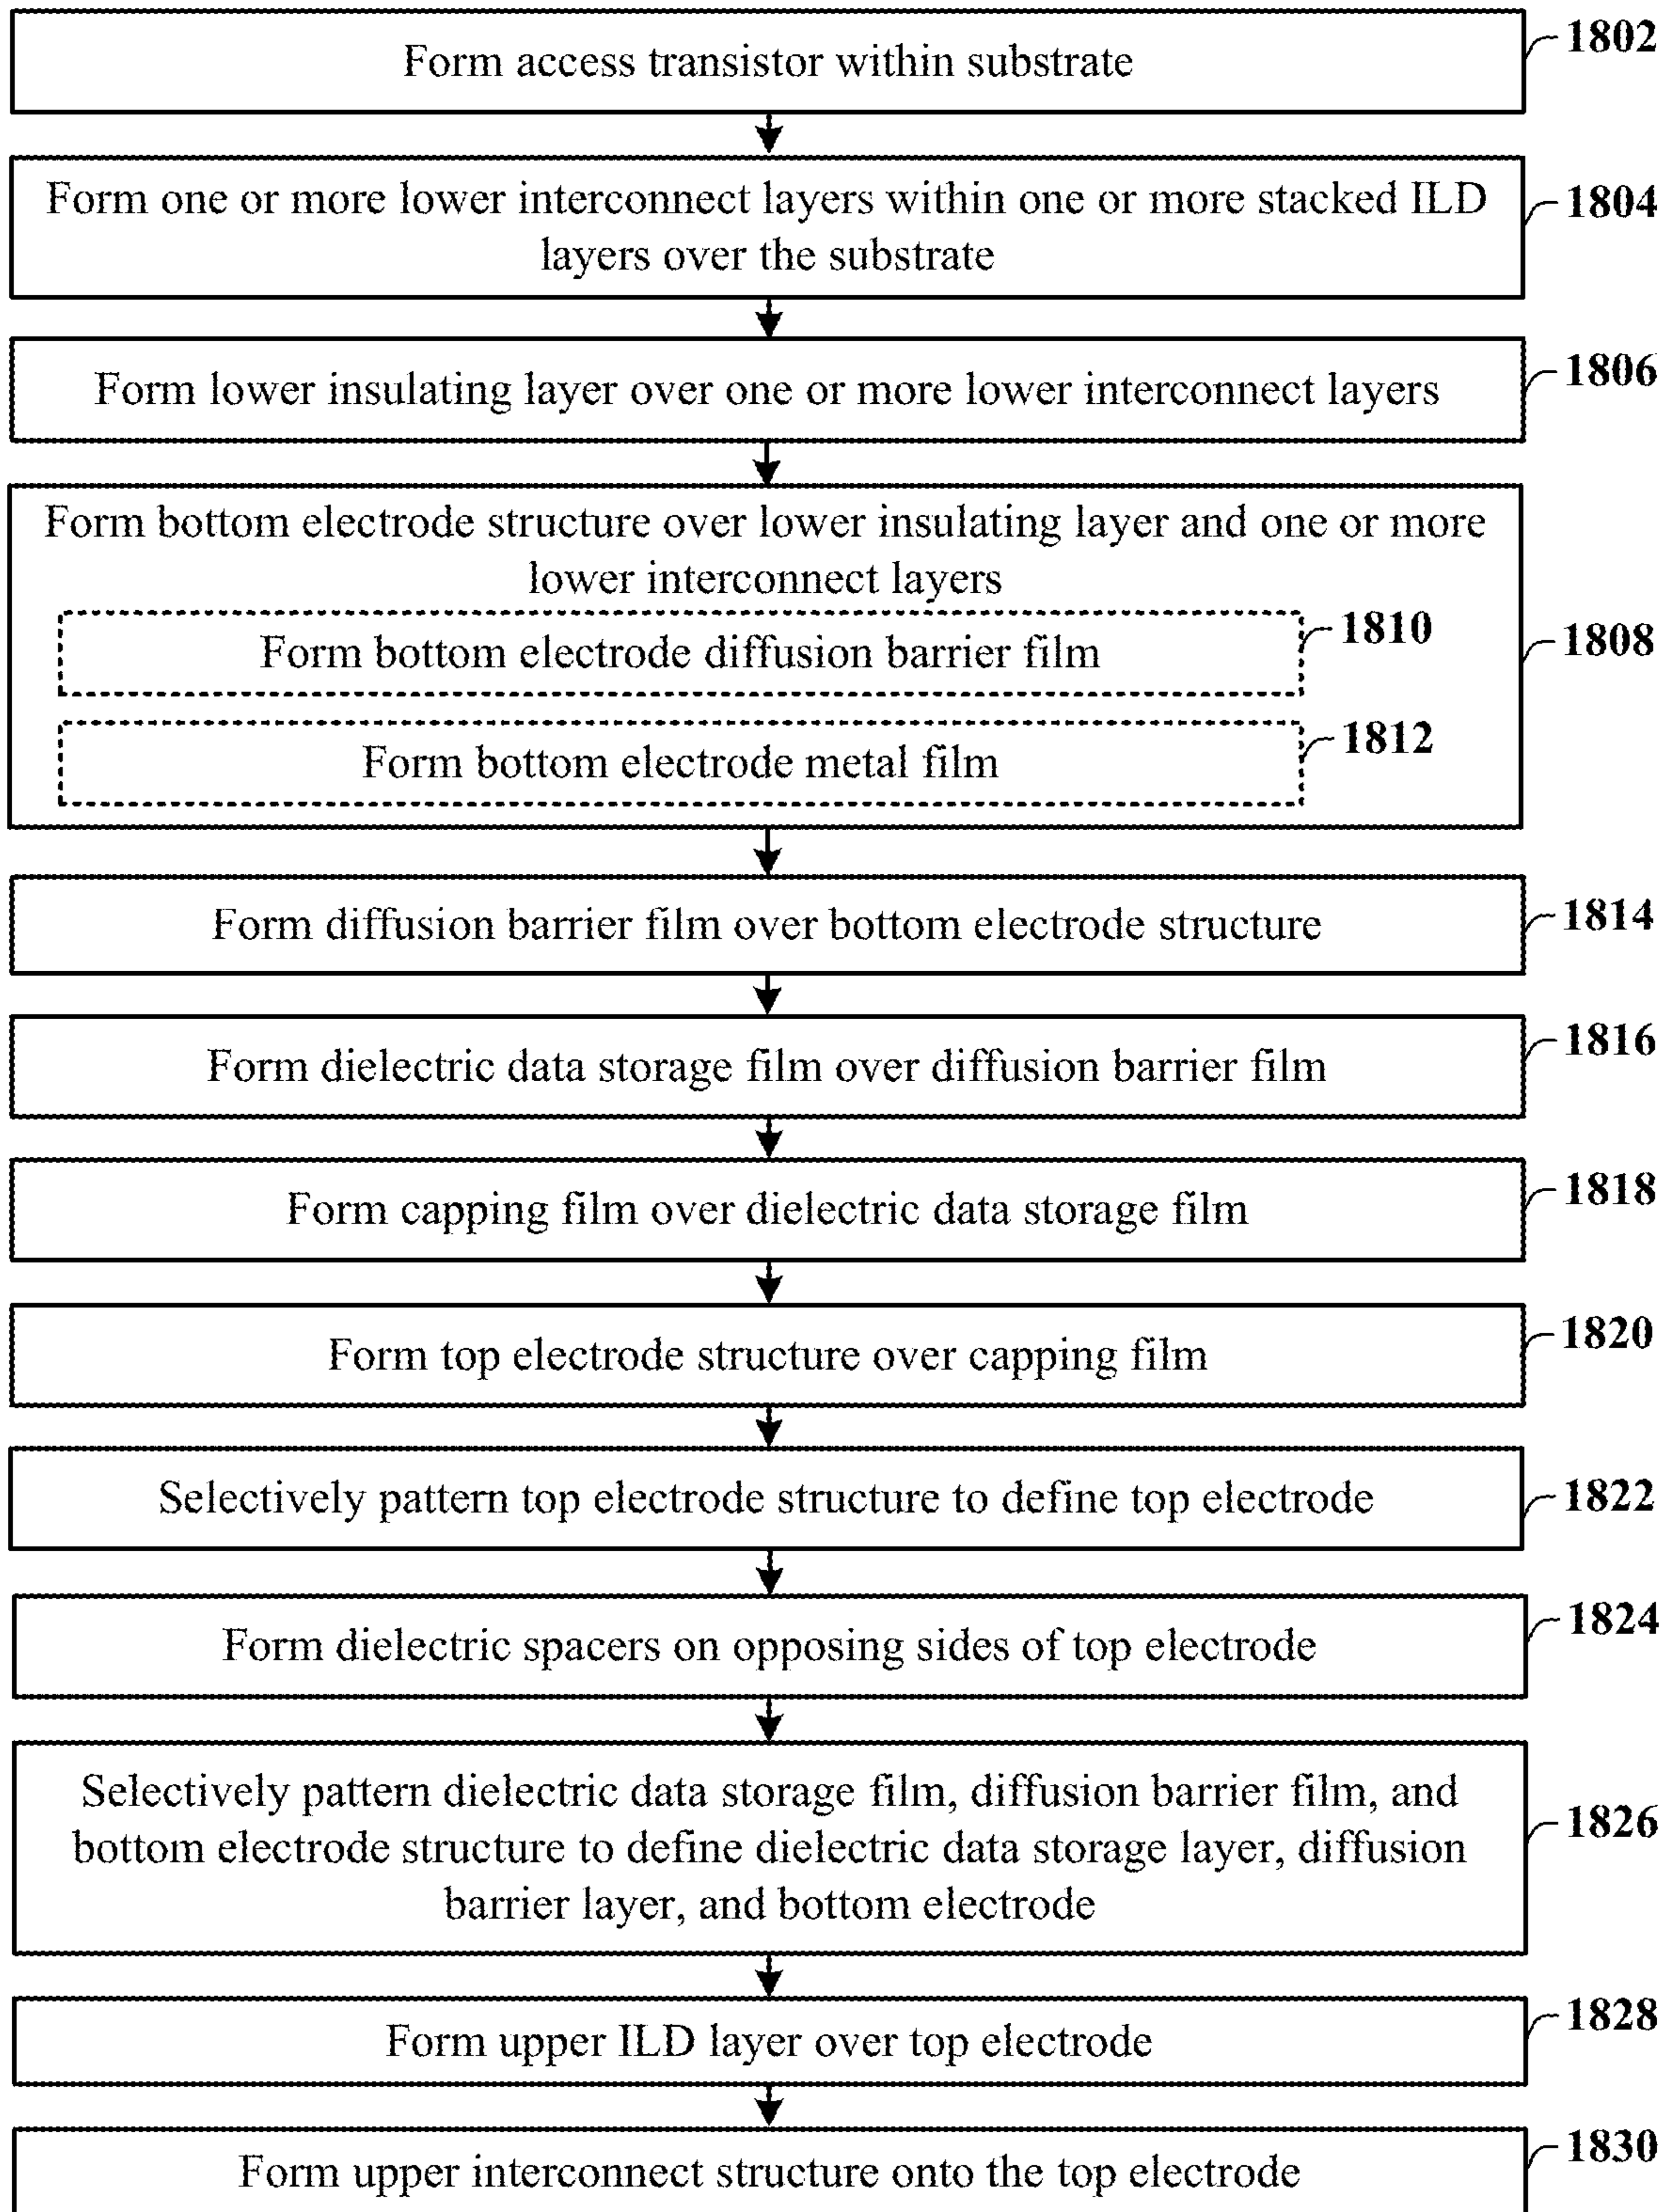 Form access transistor within substrate
1802
Form one or more lower interconnect layers within one or more stacked ILD
layers over the substrate
1804
Form lower insulating layer over one or more lower interconnect layers
1806
Form bottom electrode structure over lower insulating layer and one or more
lower interconnect layers
1808
Form bottom electrode diffusion barrier film
1810
Form bottom electrode metal film
1812
Form diffusion barrier film over bottom electrode structure
1814
Form dielectric data storage film over diffusion barrier film
1816
Form capping film over dielectric data storage film
1818
Form top electrode structure over capping film
1820
Selectively pattern top electrode structure to define top electrode
1822
Form dielectric spacers on opposing sides of top electrode
1824
Selectively pattern dielectric data storage film, diffusion barrier film, and
bottom electrode structure to define dielectric data storage layer, diffusion
barrier layer, and bottom electrode
1826
Form upper ILD layer over top electrode
1828
Form upper interconnect structure onto the top electrode
1830